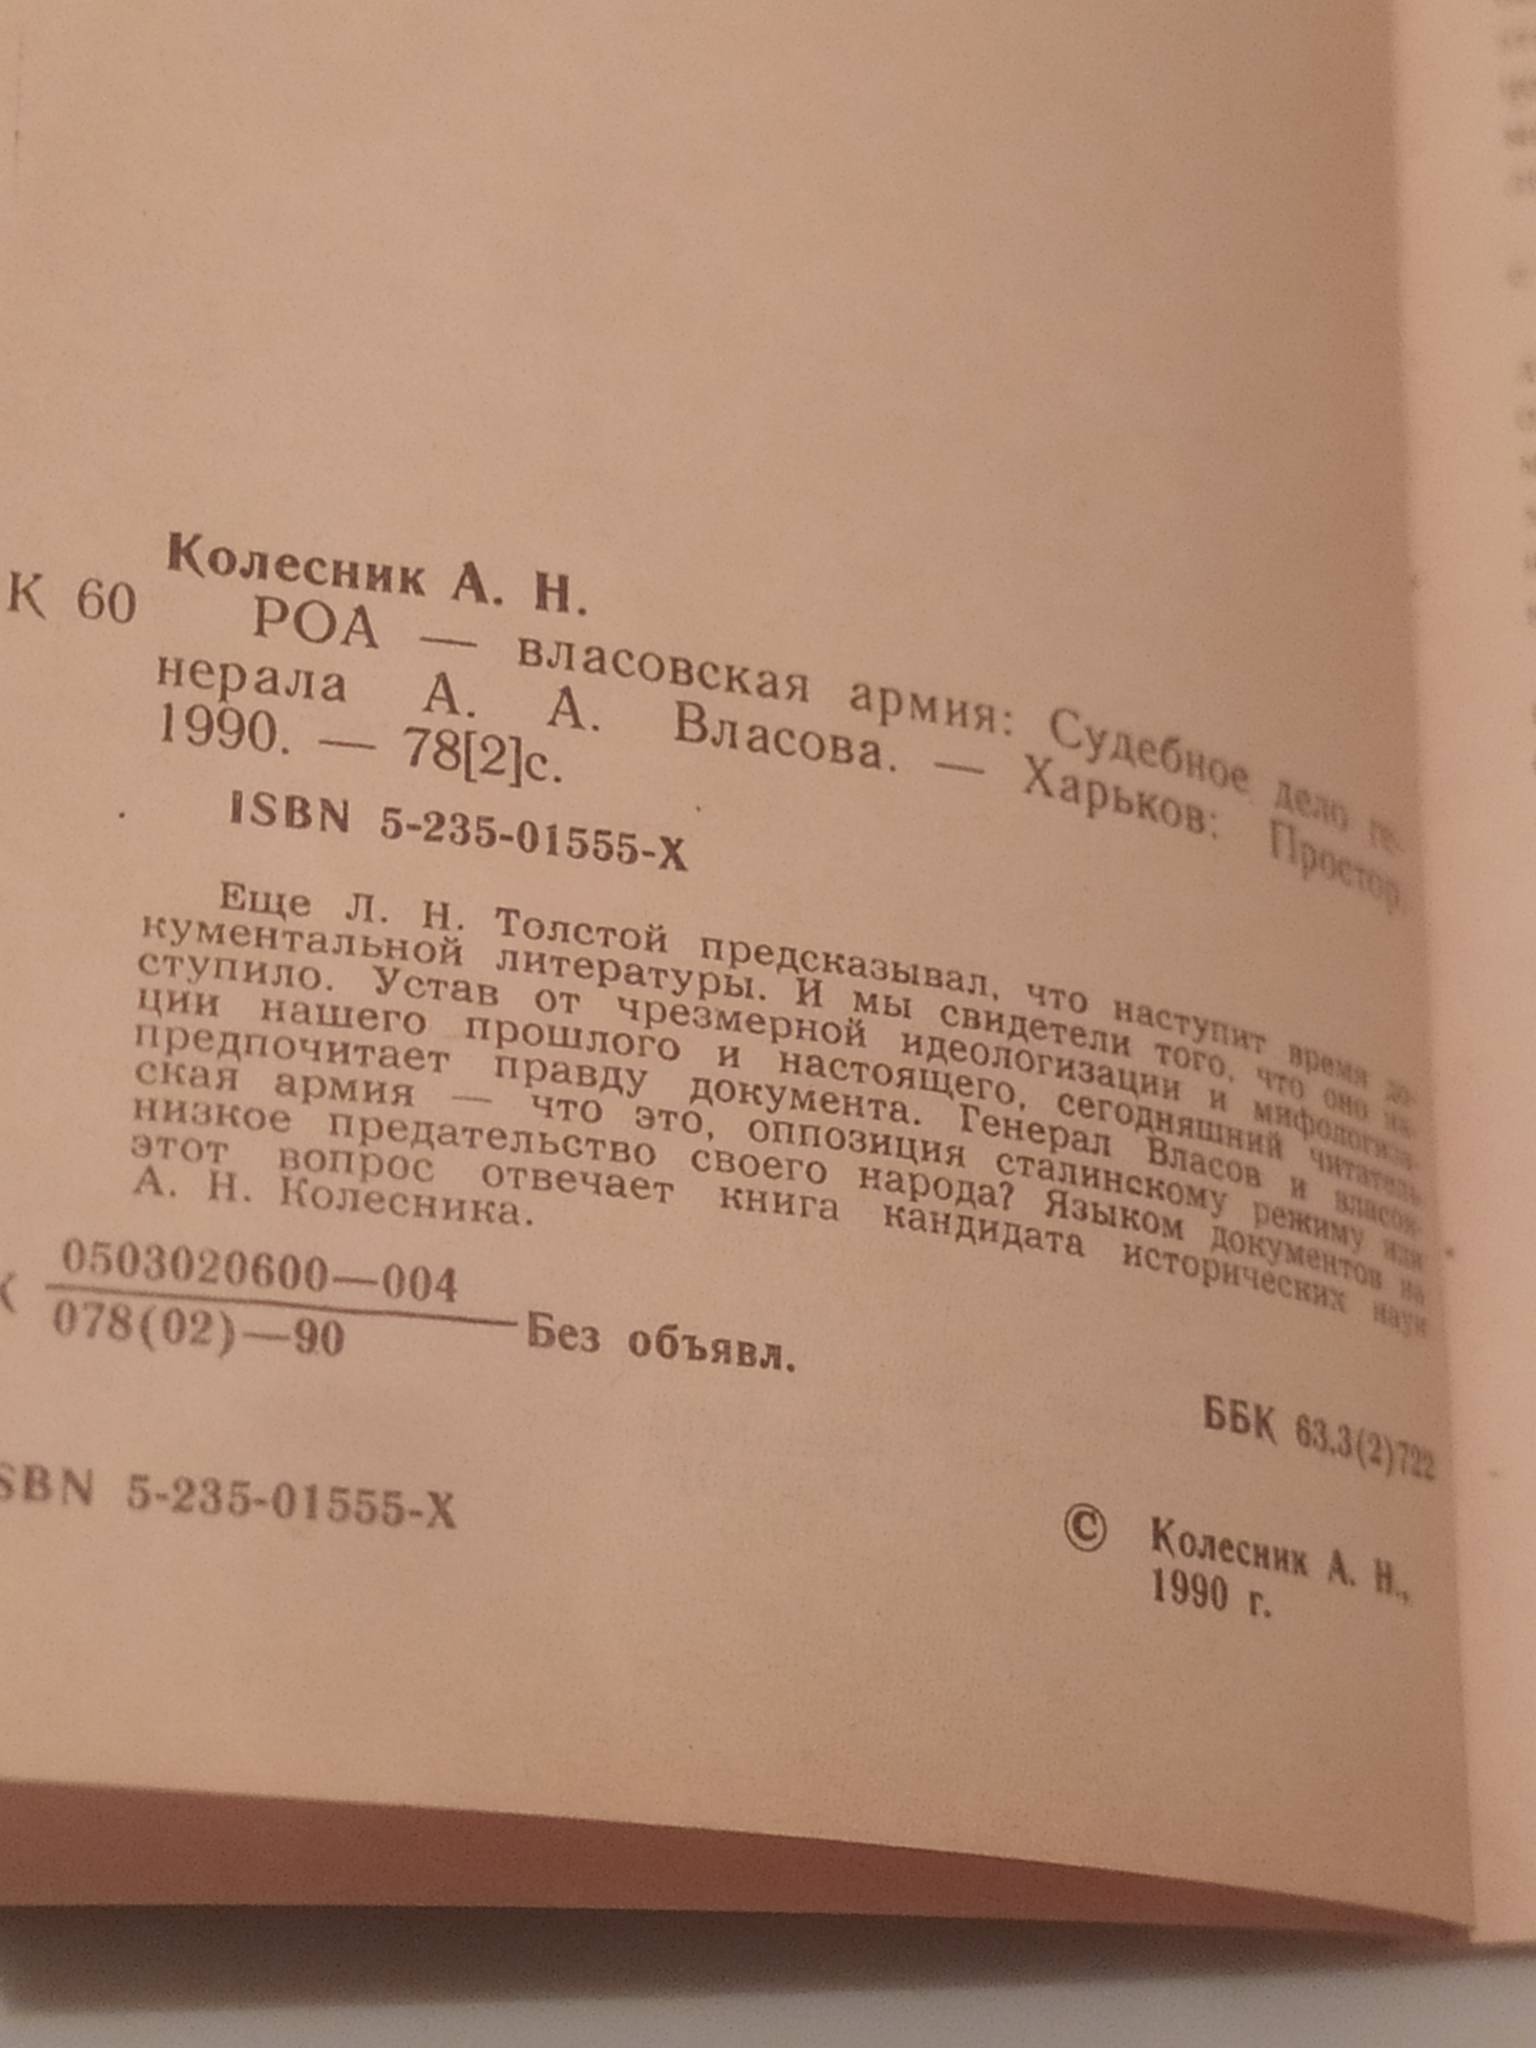 Колесник А. Н.
К 60
РОА — власовская армия: Судебное дело ге-
нерала А. А. Власова. — Харьков: Простор,
1990. — 78[2]с.
ISBN 5-235-01555-X
Еще Л. Н. Толстой предсказывал, что наступит время до-
кументальной литературы. И мы свидетели того, что оно на-
ступило. Устав от чрезмерной идеологизации и мифологиза-
ции нашего прошлого и настоящего, сегодняшний читатель
предпочитает правду документа. Генерал Власов и власов-
ская армия — что это, оппозиция сталинскому режиму или
низкое предательство своего народа? Языком документов на
этот вопрос отвечает книга кандидата исторических наук
А. Н. Колесника.
К 0503020600—004
078(02)—90
Без объявл.
ББК 63.3(2)722
SBN 5-235-01555-X
© Колесник А. Н.,
1990 г.